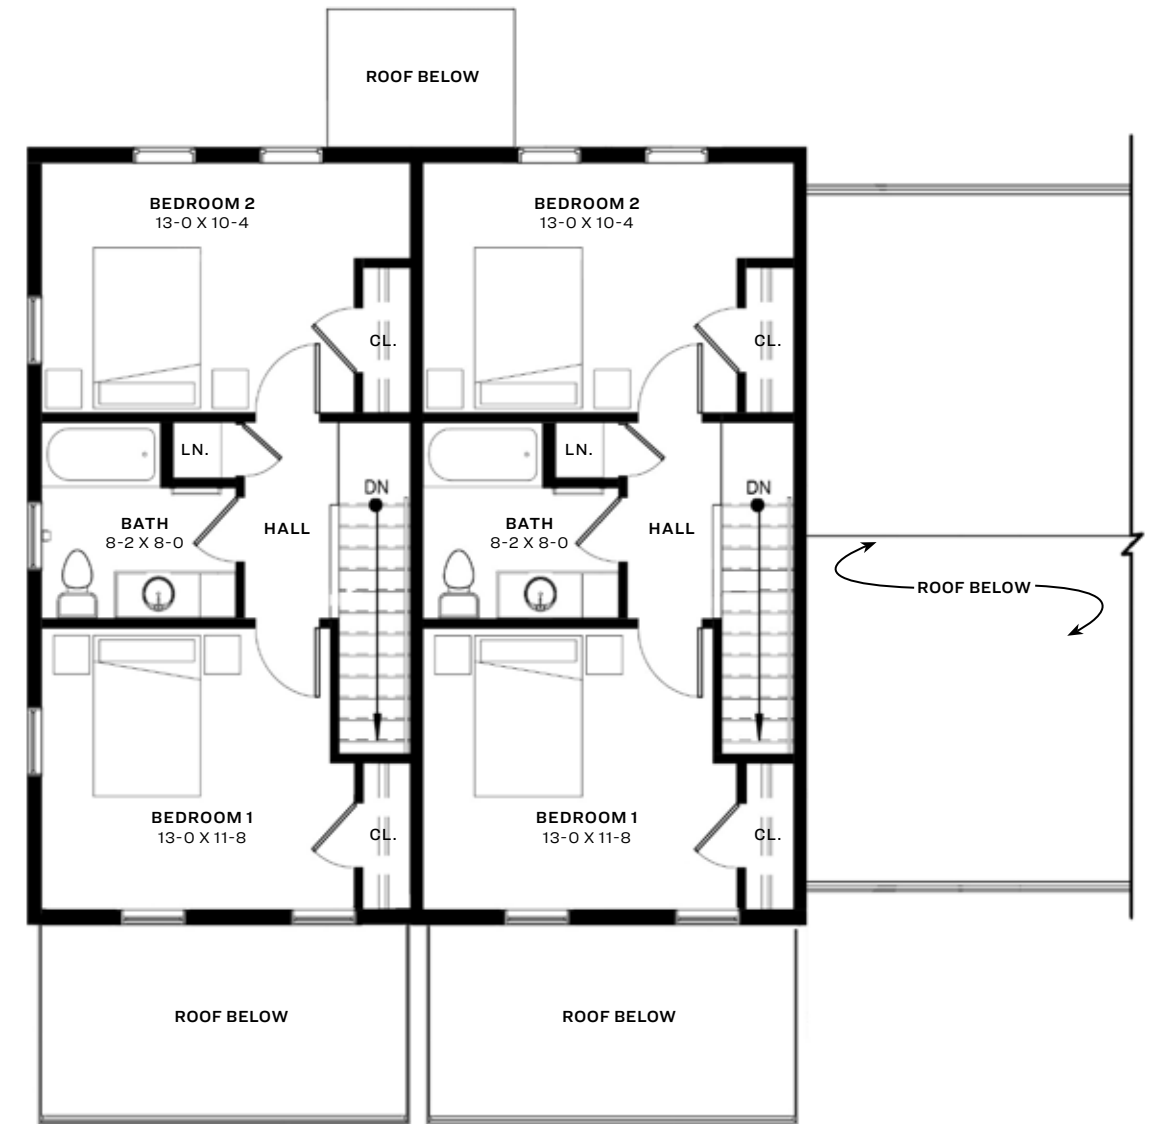 ROOF BELOW
BEDROOM 2
13-0 X 10-4
BEDROOM 2
13-0 X 10-4
CL.
CL.
LN.
LN.
DN
DN
BATH
8-2 X 8-0
HALL
BATH
8-2 X 8-0
HALL
ROOF BELOW
BEDROOM 1
13-0 X 11-8
CL.
BEDROOM 1
13-0 X 11-8
CL.
ROOF BELOW
ROOF BELOW